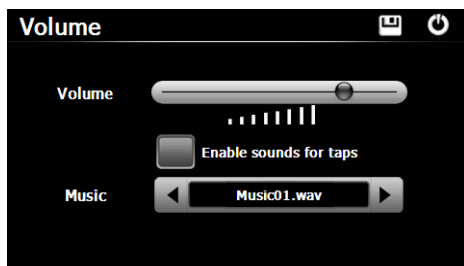 Volume
Volume
Enable sounds for taps
Music
Music01.wav